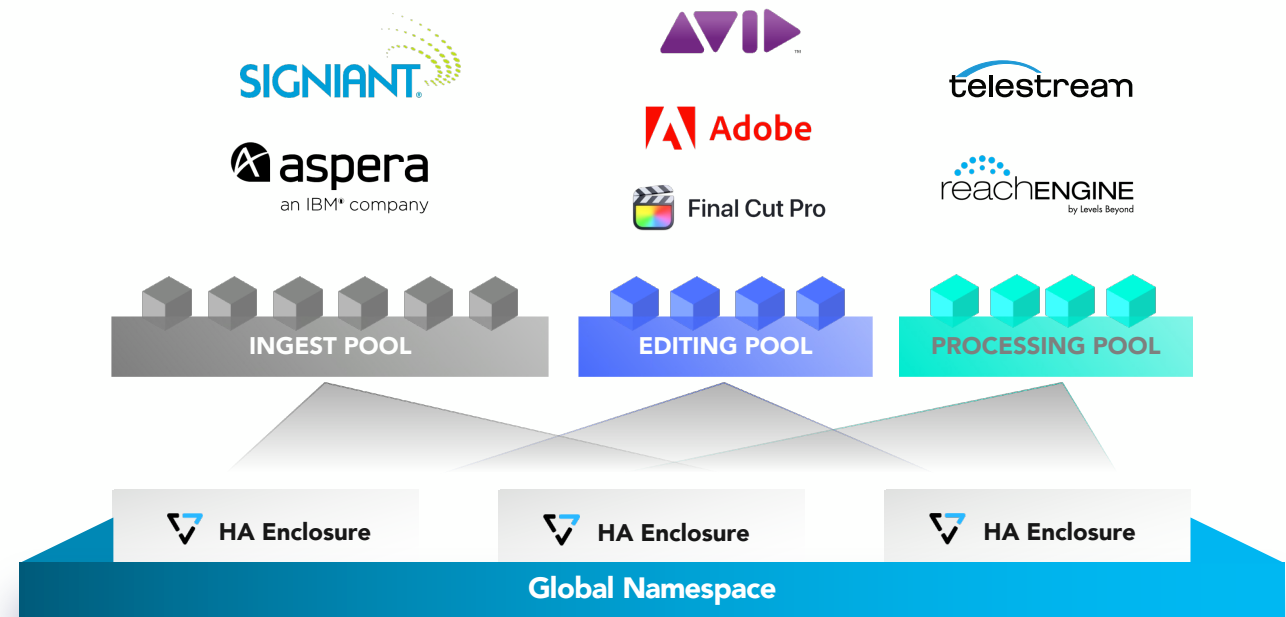 SIGNIANT®
AVID™
Adobe
telestream
aspera
an IBM® company
Final Cut Pro
reachENGINE
by Levels Beyond
INGEST POOL
EDITING POOL
PROCESSING POOL
HA Enclosure
HA Enclosure
HA Enclosure
Global Namespace